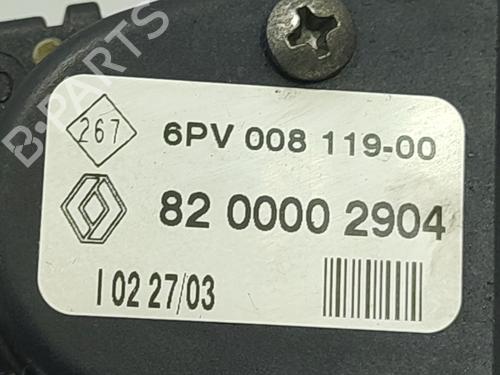 B-PARTS
267
6PV 008 119-00
82 0000 2904
I 02 27/03